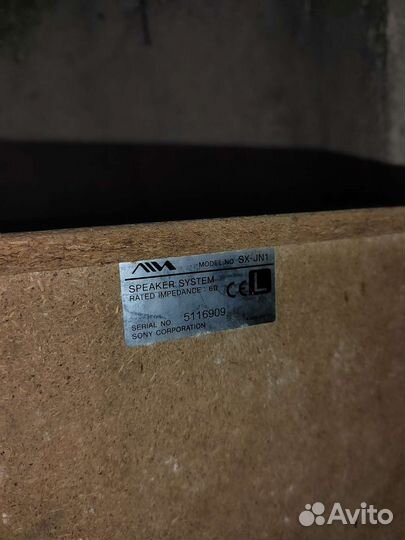 AIWA MODEL NO SX-JN1
SPEAKER SYSTEM
RATED IMPEDANCE : 6Ω CE L
SERIAL NO 5116909
SONY CORPORATION
Avito